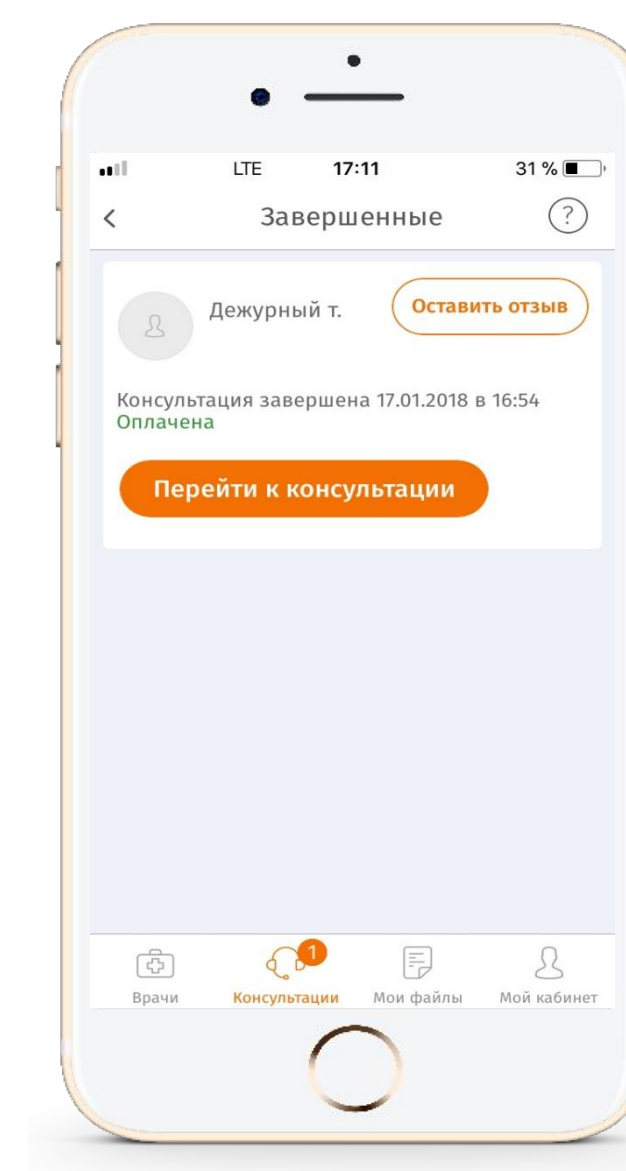 LTE 17:11 31 %
Завершенные ?
Дежурный т. Оставить отзыв
Консультация завершена 17.01.2018 в 16:54
Оплачена
Перейти к консультации
1
Врачи Консультации Мои файлы Мой кабинет